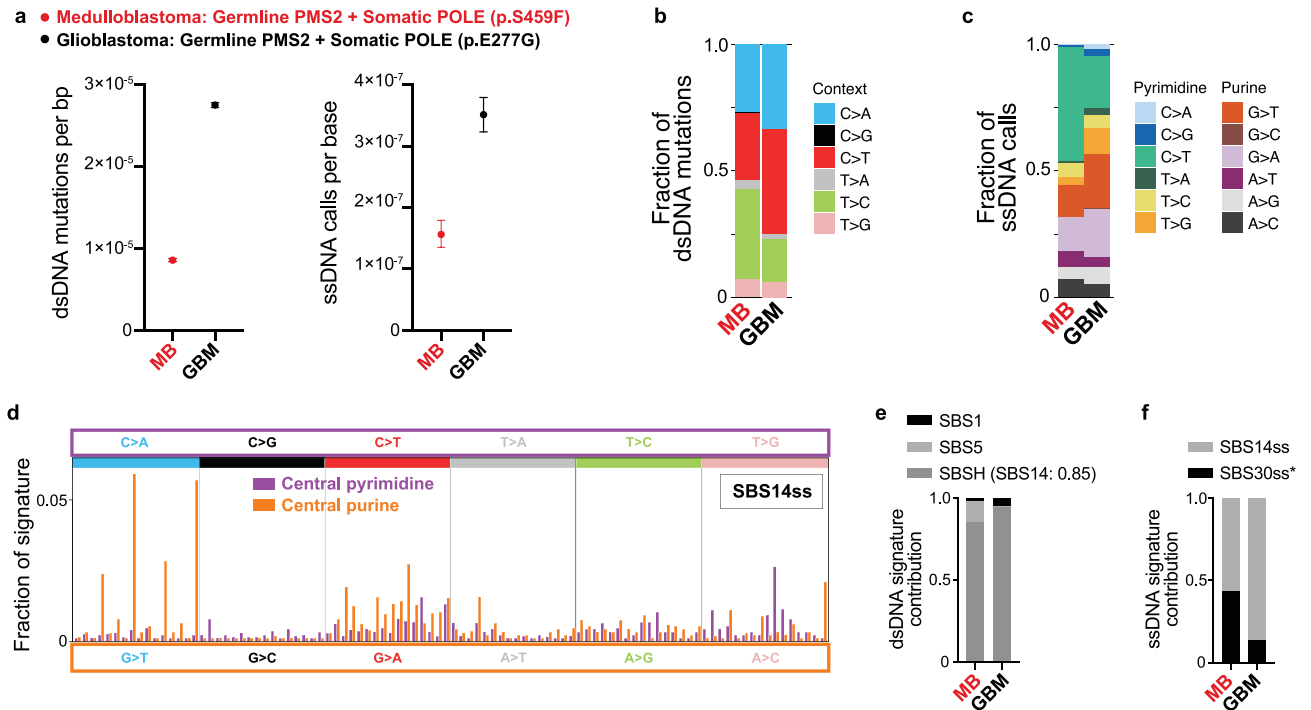 a
Medulloblastoma: Germline PMS2 + Somatic POLE (p.S459F)
Glioblastoma: Germline PMS2 + Somatic POLE (p.E277G)
dsDNA mutations per bp
3×10⁻⁵
2×10⁻⁵
1×10⁻⁵
0
MB
GBM
ssDNA calls per base
4×10⁻⁷
3×10⁻⁷
2×10⁻⁷
1×10⁻⁷
0
MB
GBM
b
Fraction of
dsDNA mutations
1.0
0.5
0
MB
GBM
Context
C>A
C>G
C>T
T>A
T>C
T>G
c
Fraction of
ssDNA calls
1.0
0.5
0
MB
GBM
Pyrimidine
C>A
C>G
C>T
T>A
T>C
T>G
Purine
G>T
G>C
G>A
A>T
A>G
A>C
d
Fraction of signature
0.05
0
C>A C>G C>T T>A T>C T>G
Central pyrimidine
Central purine
SBS14ss
G>T G>C G>A A>T A>G A>C
e
SBS1
SBS5
SBSH (SBS14: 0.85)
dsDNA signature
contribution
1.0
0.5
0
MB
GBM
f
SBS14ss
SBS30ss*
ssDNA signature
contribution
1.0
0.5
0
MB
GBM